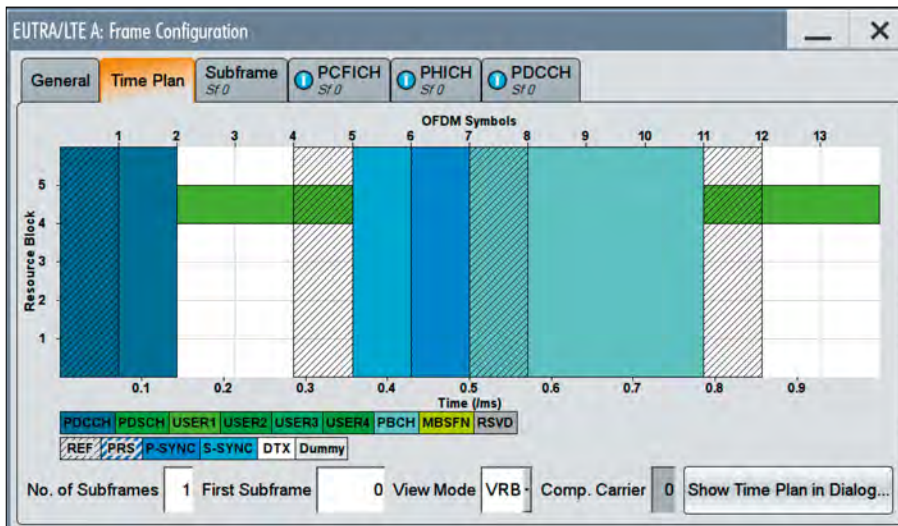 EUTRA/LTE A: Frame Configuration
General Time Plan Subframe Sf 0 PCFICH Sf 0 PHICH Sf 0 PDCCH Sf 0
OFDM Symbols
1 2 3 4 5 6 7 8 9 10 11 12 13
Resource Block
5
4
3
2
1
0.1 0.2 0.3 0.4 0.5 0.6 0.7 0.8 0.9
Time (/ms)
PDCCH PDSCH USER1 USER2 USER3 USER4 PBCH MBSFN RSVD
REF PRS P-SYNC S-SYNC DTX Dummy
No. of Subframes 1 First Subframe 0 View Mode VRB Comp. Carrier 0 Show Time Plan in Dialog...